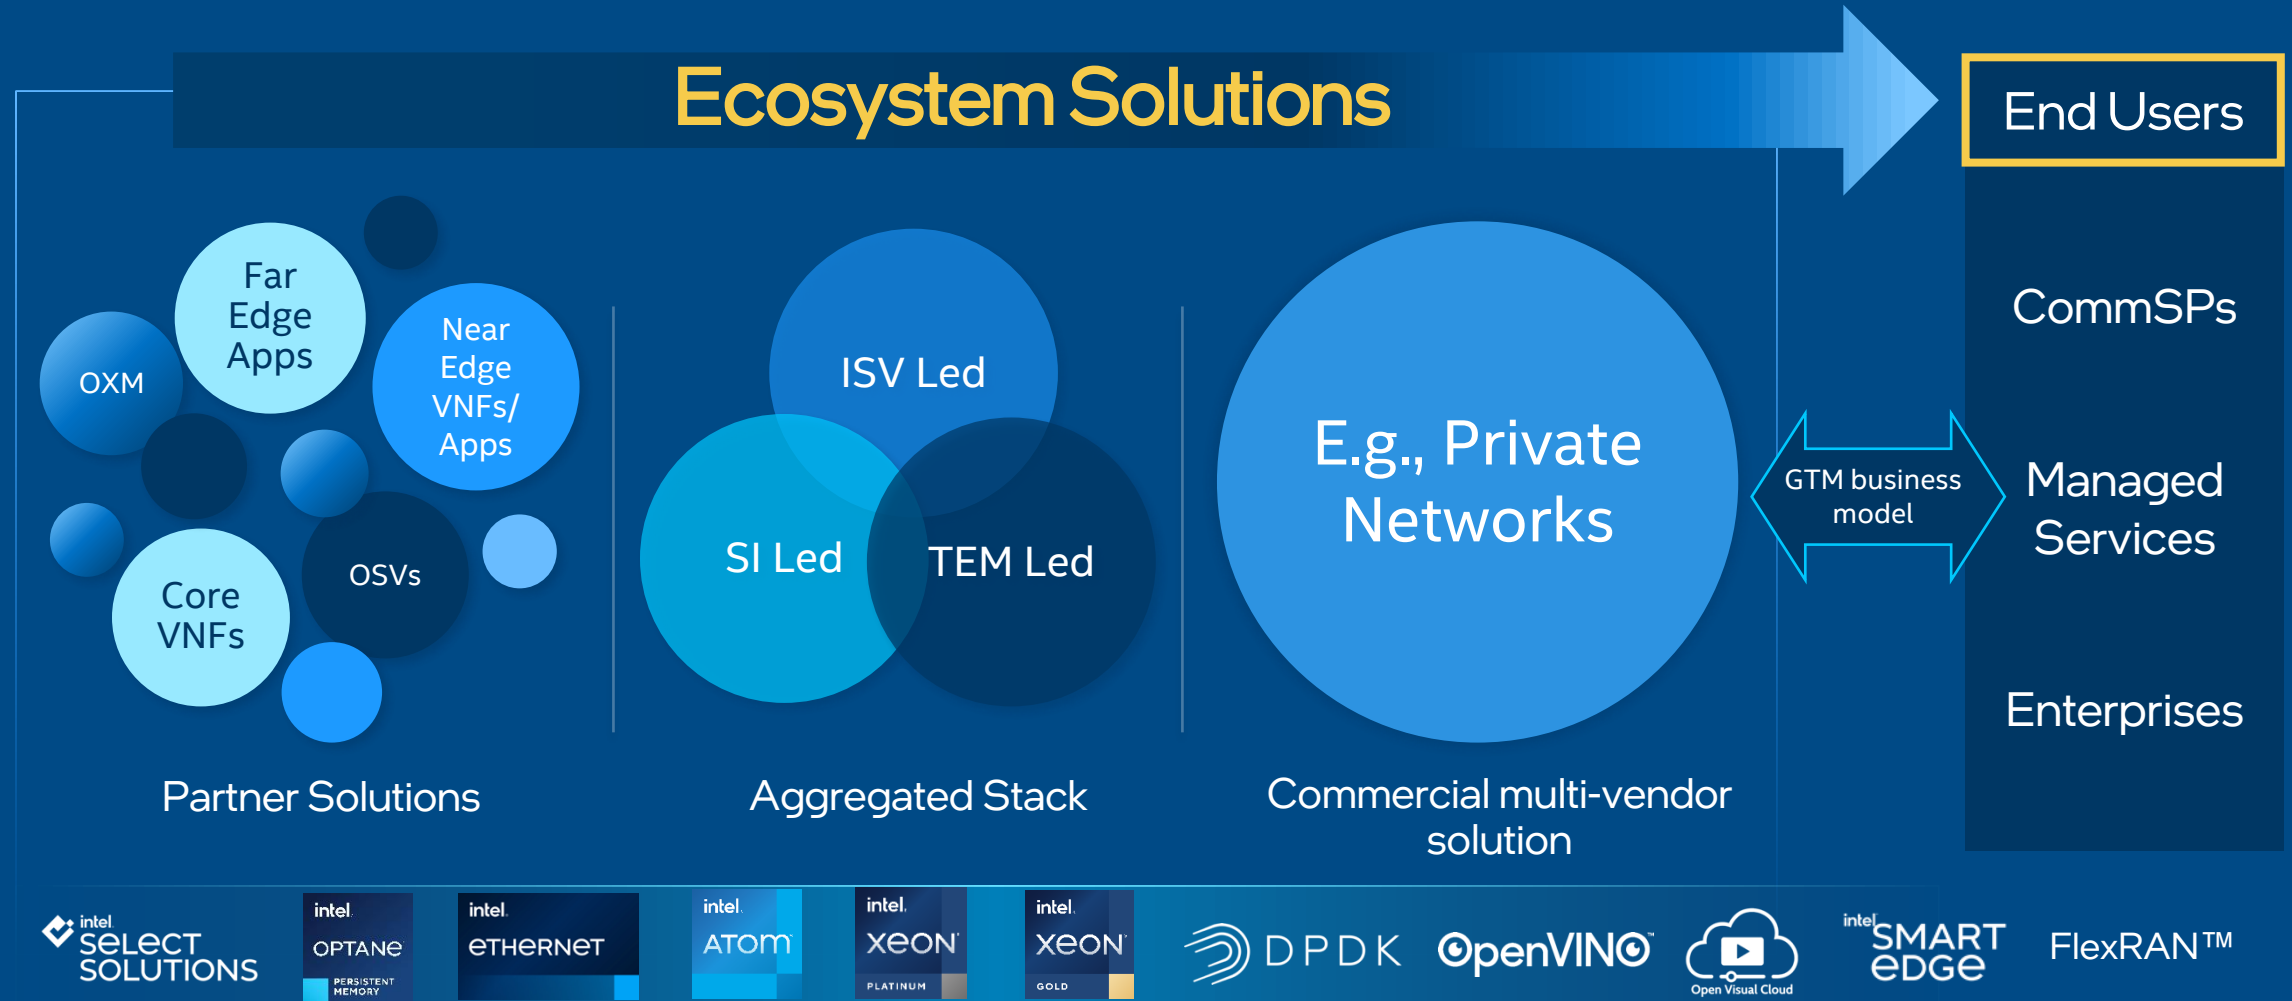 Ecosystem Solutions
End Users
Far
Edge
Apps
OXM
Near
Edge
VNFs/
Apps
OSVs
Core
VNFs
Partner Solutions
ISV Led
SI Led
TEM Led
Aggregated Stack
E.g., Private
Networks
Commercial multi-vendor
solution
GTM business
model
CommSPs
Managed
Services
Enterprises
intel.
SELECT
SOLUTIONS
intel.
OPTANE
PERSISTENT
MEMORY
intel.
ETHERNET
intel.
ATOM
intel.
XEON
PLATINUM
intel.
XEON
GOLD
DPDK
OpenVINO™
Open Visual Cloud
intel
SMART
EDGE
FlexRAN™